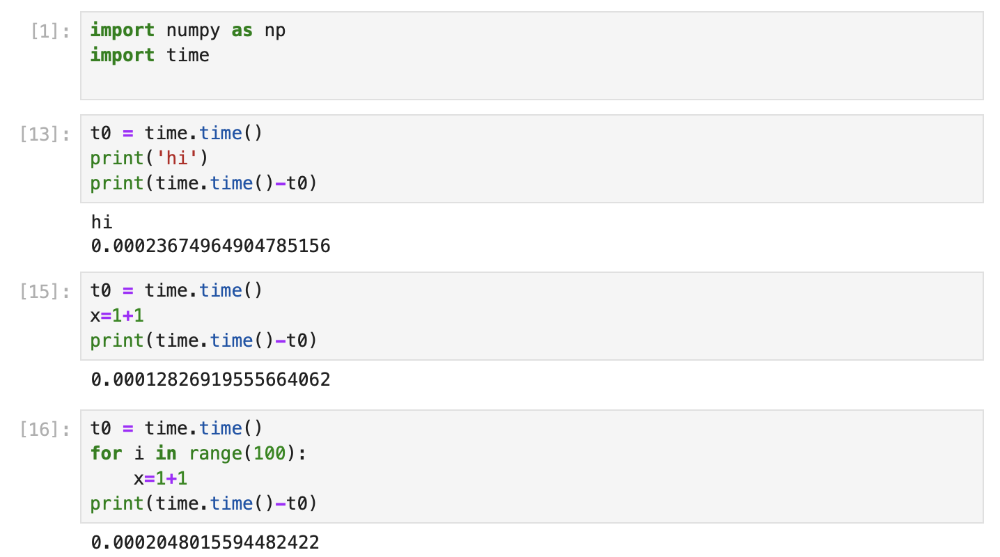 [1]:
import numpy as np
import time
[13]:
t0 = time.time()
print('hi')
print(time.time()-t0)
hi
0.00023674964904785156
[15]:
t0 = time.time()
x=1+1
print(time.time()-t0)
0.00012826919555664062
[16]:
t0 = time.time()
for i in range(100):
    x=1+1
print(time.time()-t0)
0.0002048015594482422